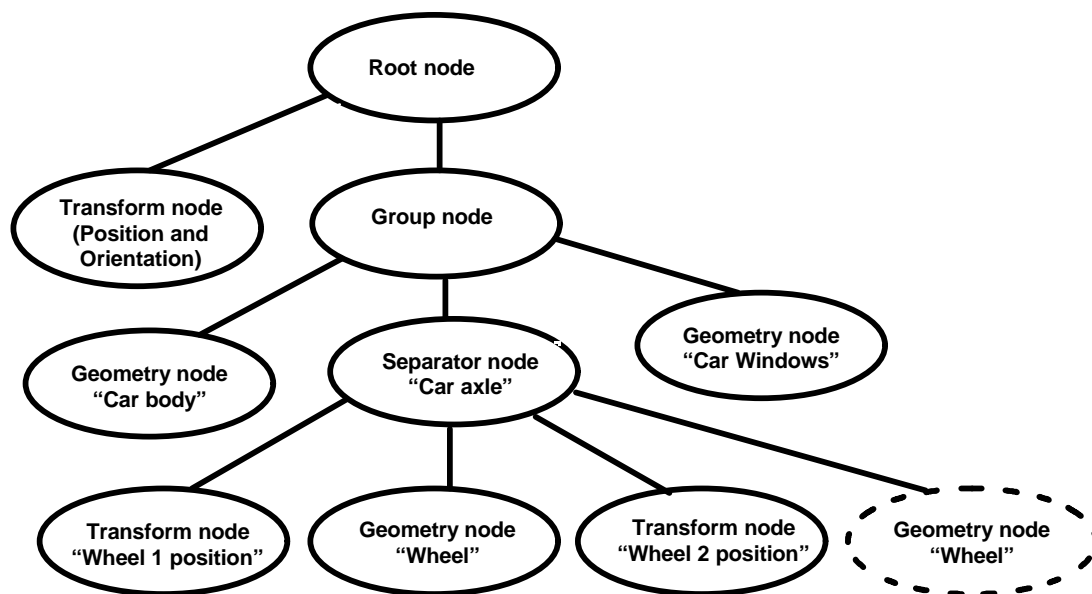 Root node
Transform node
(Position and
Orientation)
Group node
Geometry node
“Car body”
Separator node
“Car axle”
Geometry node
“Car Windows”
Transform node
“Wheel 1 position”
Geometry node
“Wheel”
Transform node
“Wheel 2 position”
Geometry node
“Wheel”